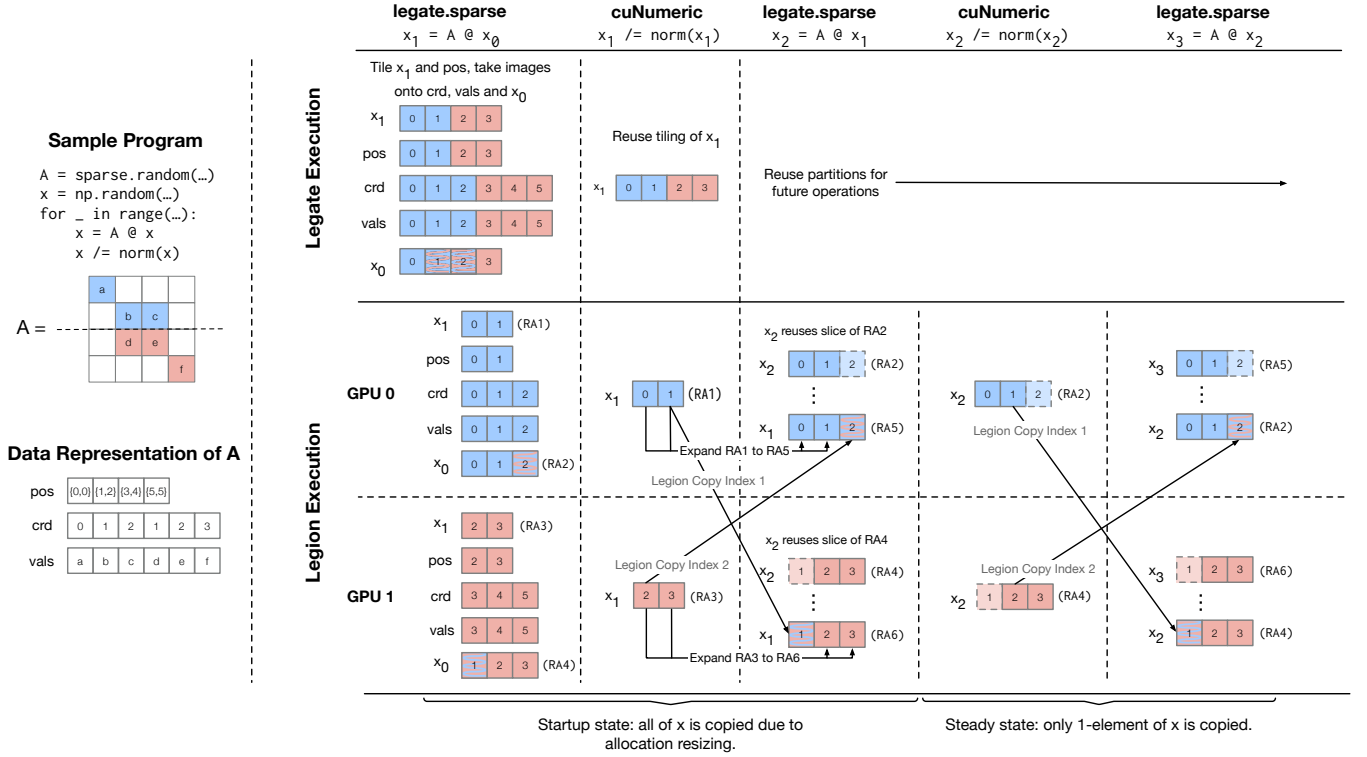 legate.sparse
x1 = A @ x0
cuNumeric
x1 /= norm(x1)
legate.sparse
x2 = A @ x1
cuNumeric
x2 /= norm(x2)
legate.sparse
x3 = A @ x2
Sample Program
A = sparse.random(…)
x = np.random(…)
for _ in range(…):
x = A @ x
x /= norm(x)
A =
a
b c
d e
f
Data Representation of A
pos {0,0} {1,2} {3,4} {5,5}
crd 0 1 2 1 2 3
vals a b c d e f
Legate Execution
Tile x1 and pos, take images
onto crd, vals and x0
x1 0 1 2 3
pos 0 1 2 3
crd 0 1 2 3 4 5
vals 0 1 2 3 4 5
x0 0 1 2 3
Reuse tiling of x1
x1 0 1 2 3
Reuse partitions for
future operations
Legion Execution
GPU 0
x1 0 1 (RA1)
pos 0 1
crd 0 1 2
vals 0 1 2
x0 0 1 2 (RA2)
x1 0 1 (RA1)
Expand RA1 to RA5
Legion Copy Index 1
x2 reuses slice of RA2
x2 0 1 2 (RA2)
⋮
x1 0 1 2 (RA5)
x2 0 1 2 (RA2)
Legion Copy Index 1
x3 0 1 2 (RA5)
⋮
x2 0 1 2 (RA2)
GPU 1
x1 2 3 (RA3)
pos 2 3
crd 3 4 5
vals 3 4 5
x0 1 2 3 (RA4)
Legion Copy Index 2
x1 2 3 (RA3)
Expand RA3 to RA6
x2 reuses slice of RA4
x2 1 2 3 (RA4)
⋮
x1 1 2 3 (RA6)
Legion Copy Index 2
x2 1 2 3 (RA4)
x3 1 2 3 (RA6)
⋮
x2 1 2 3 (RA4)
Startup state: all of x is copied due to
allocation resizing.
Steady state: only 1-element of x is copied.